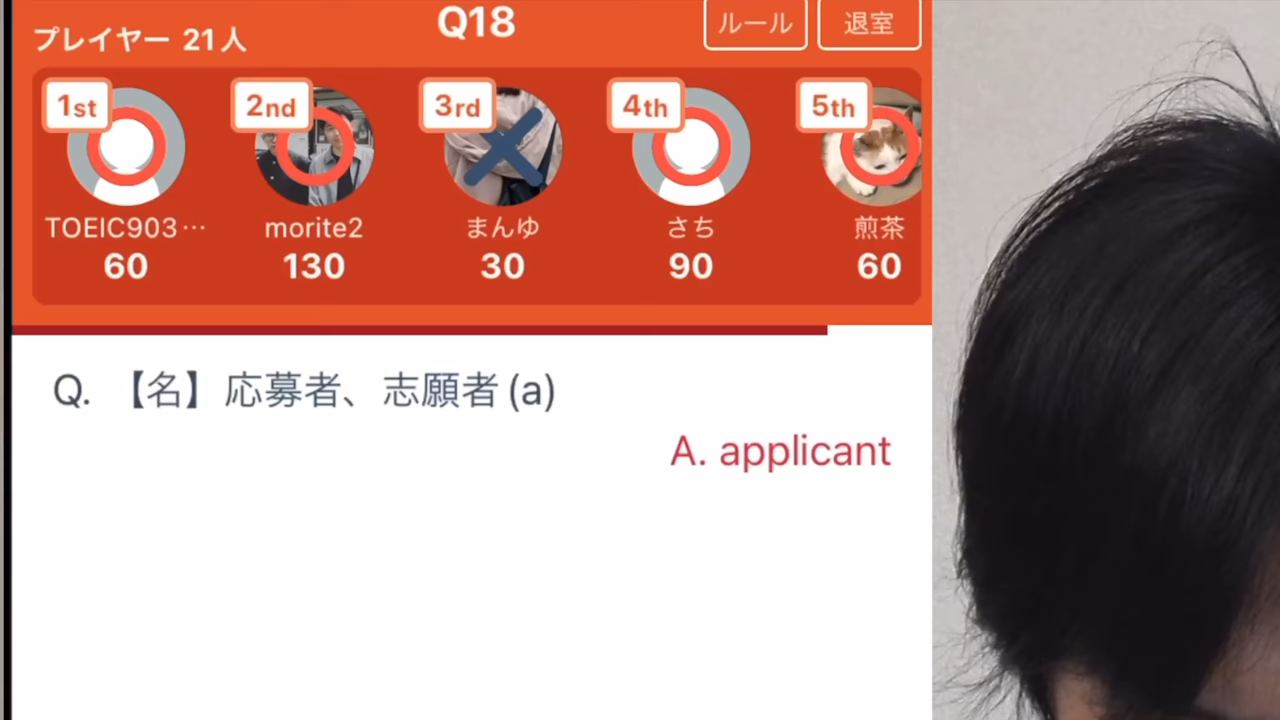 プレイヤー 21人
Q18
ルール
退室
1st
2nd
3rd
4th
5th
TOEIC903…
morite2
まんゆ
さち
煎茶
60
130
30
90
60
Q. 【名】応募者、志願者 (a)
A. applicant